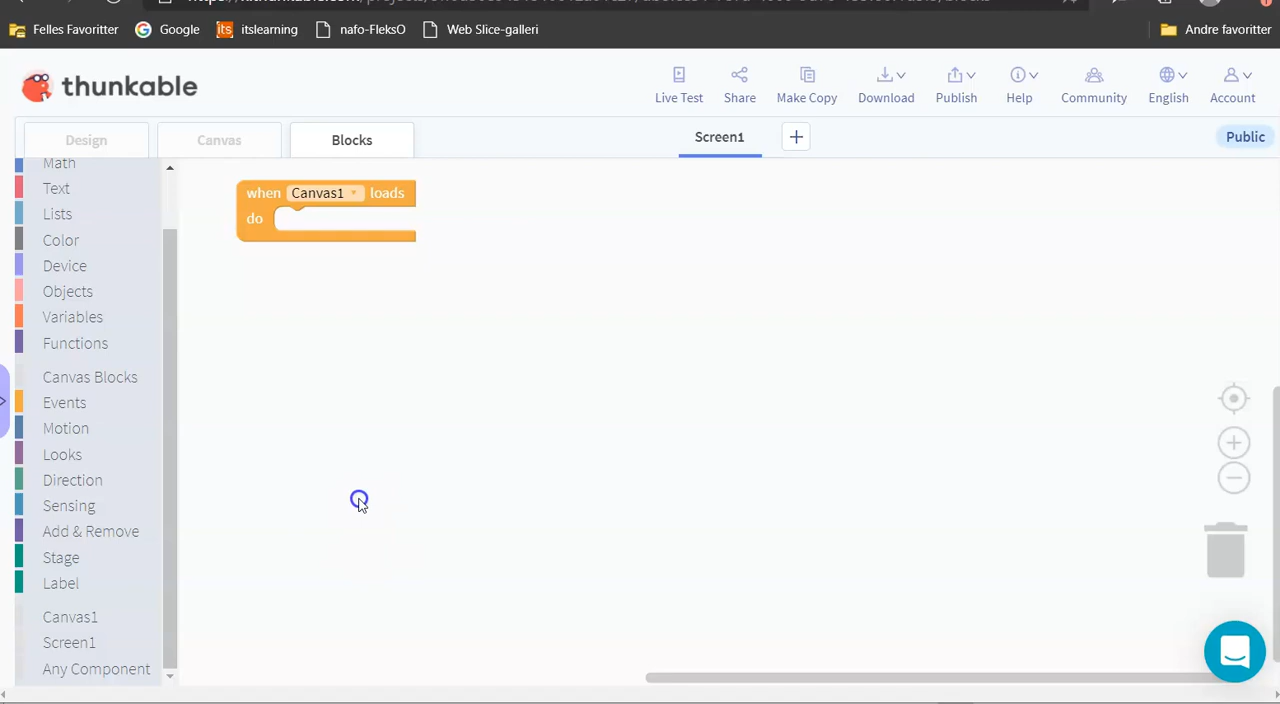 Felles Favoritter
Google
its
itslearning
nafo-FleksO
Web Slice-galleri
Andre favoritter
thunkable
Live Test
Share
Make Copy
Download
Publish
Help
Community
English
Account
Design
Canvas
Blocks
Screen1
Public
Math
Text
Lists
Color
Device
Objects
Variables
Functions
Canvas Blocks
Events
Motion
Looks
Direction
Sensing
Add & Remove
Stage
Label
Canvas1
Screen1
Any Component
when Canvas1 loads
do